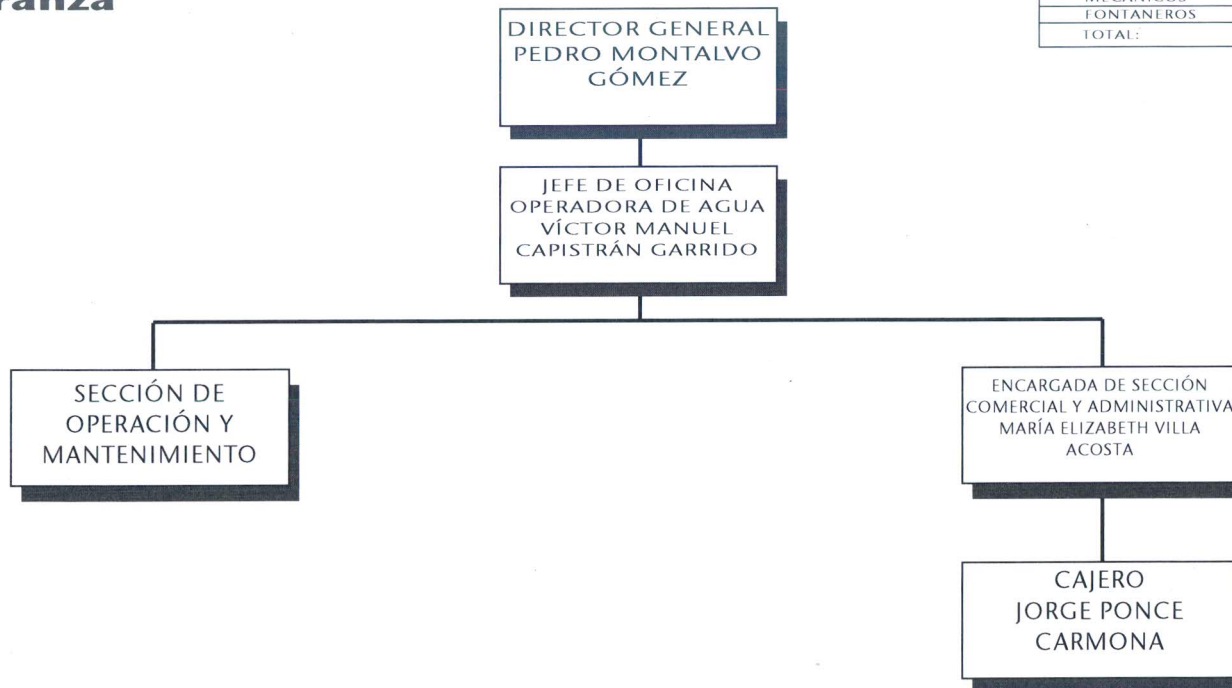 DIRECTOR GENERAL
PEDRO MONTALVO
GÓMEZ
FONTANEROS
TOTAL:
JEFE DE OFICINA
OPERADORA DE AGUA
VÍCTOR MANUEL
CAPISTRÁN GARRIDO
SECCIÓN DE
OPERACIÓN Y
MANTENIMIENTO
ENCARGADA DE SECCIÓN
COMERCIAL Y ADMINISTRATIVA
MARÍA ELIZABETH VILLA
ACOSTA
CAJERO
JORGE PONCE
CARMONA